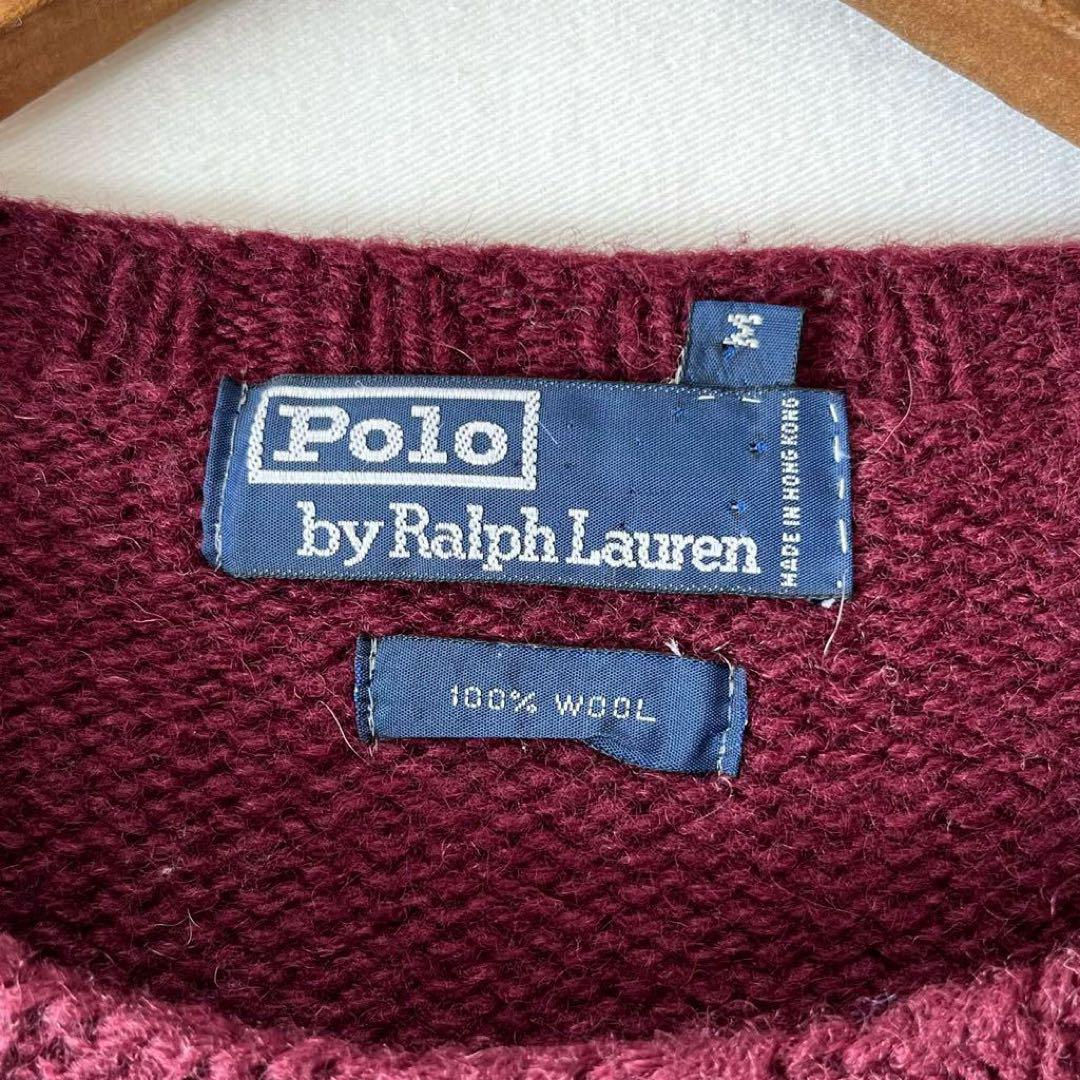 M
Polo
by Ralph Lauren
MADE IN HONG KONG
100% WOOL